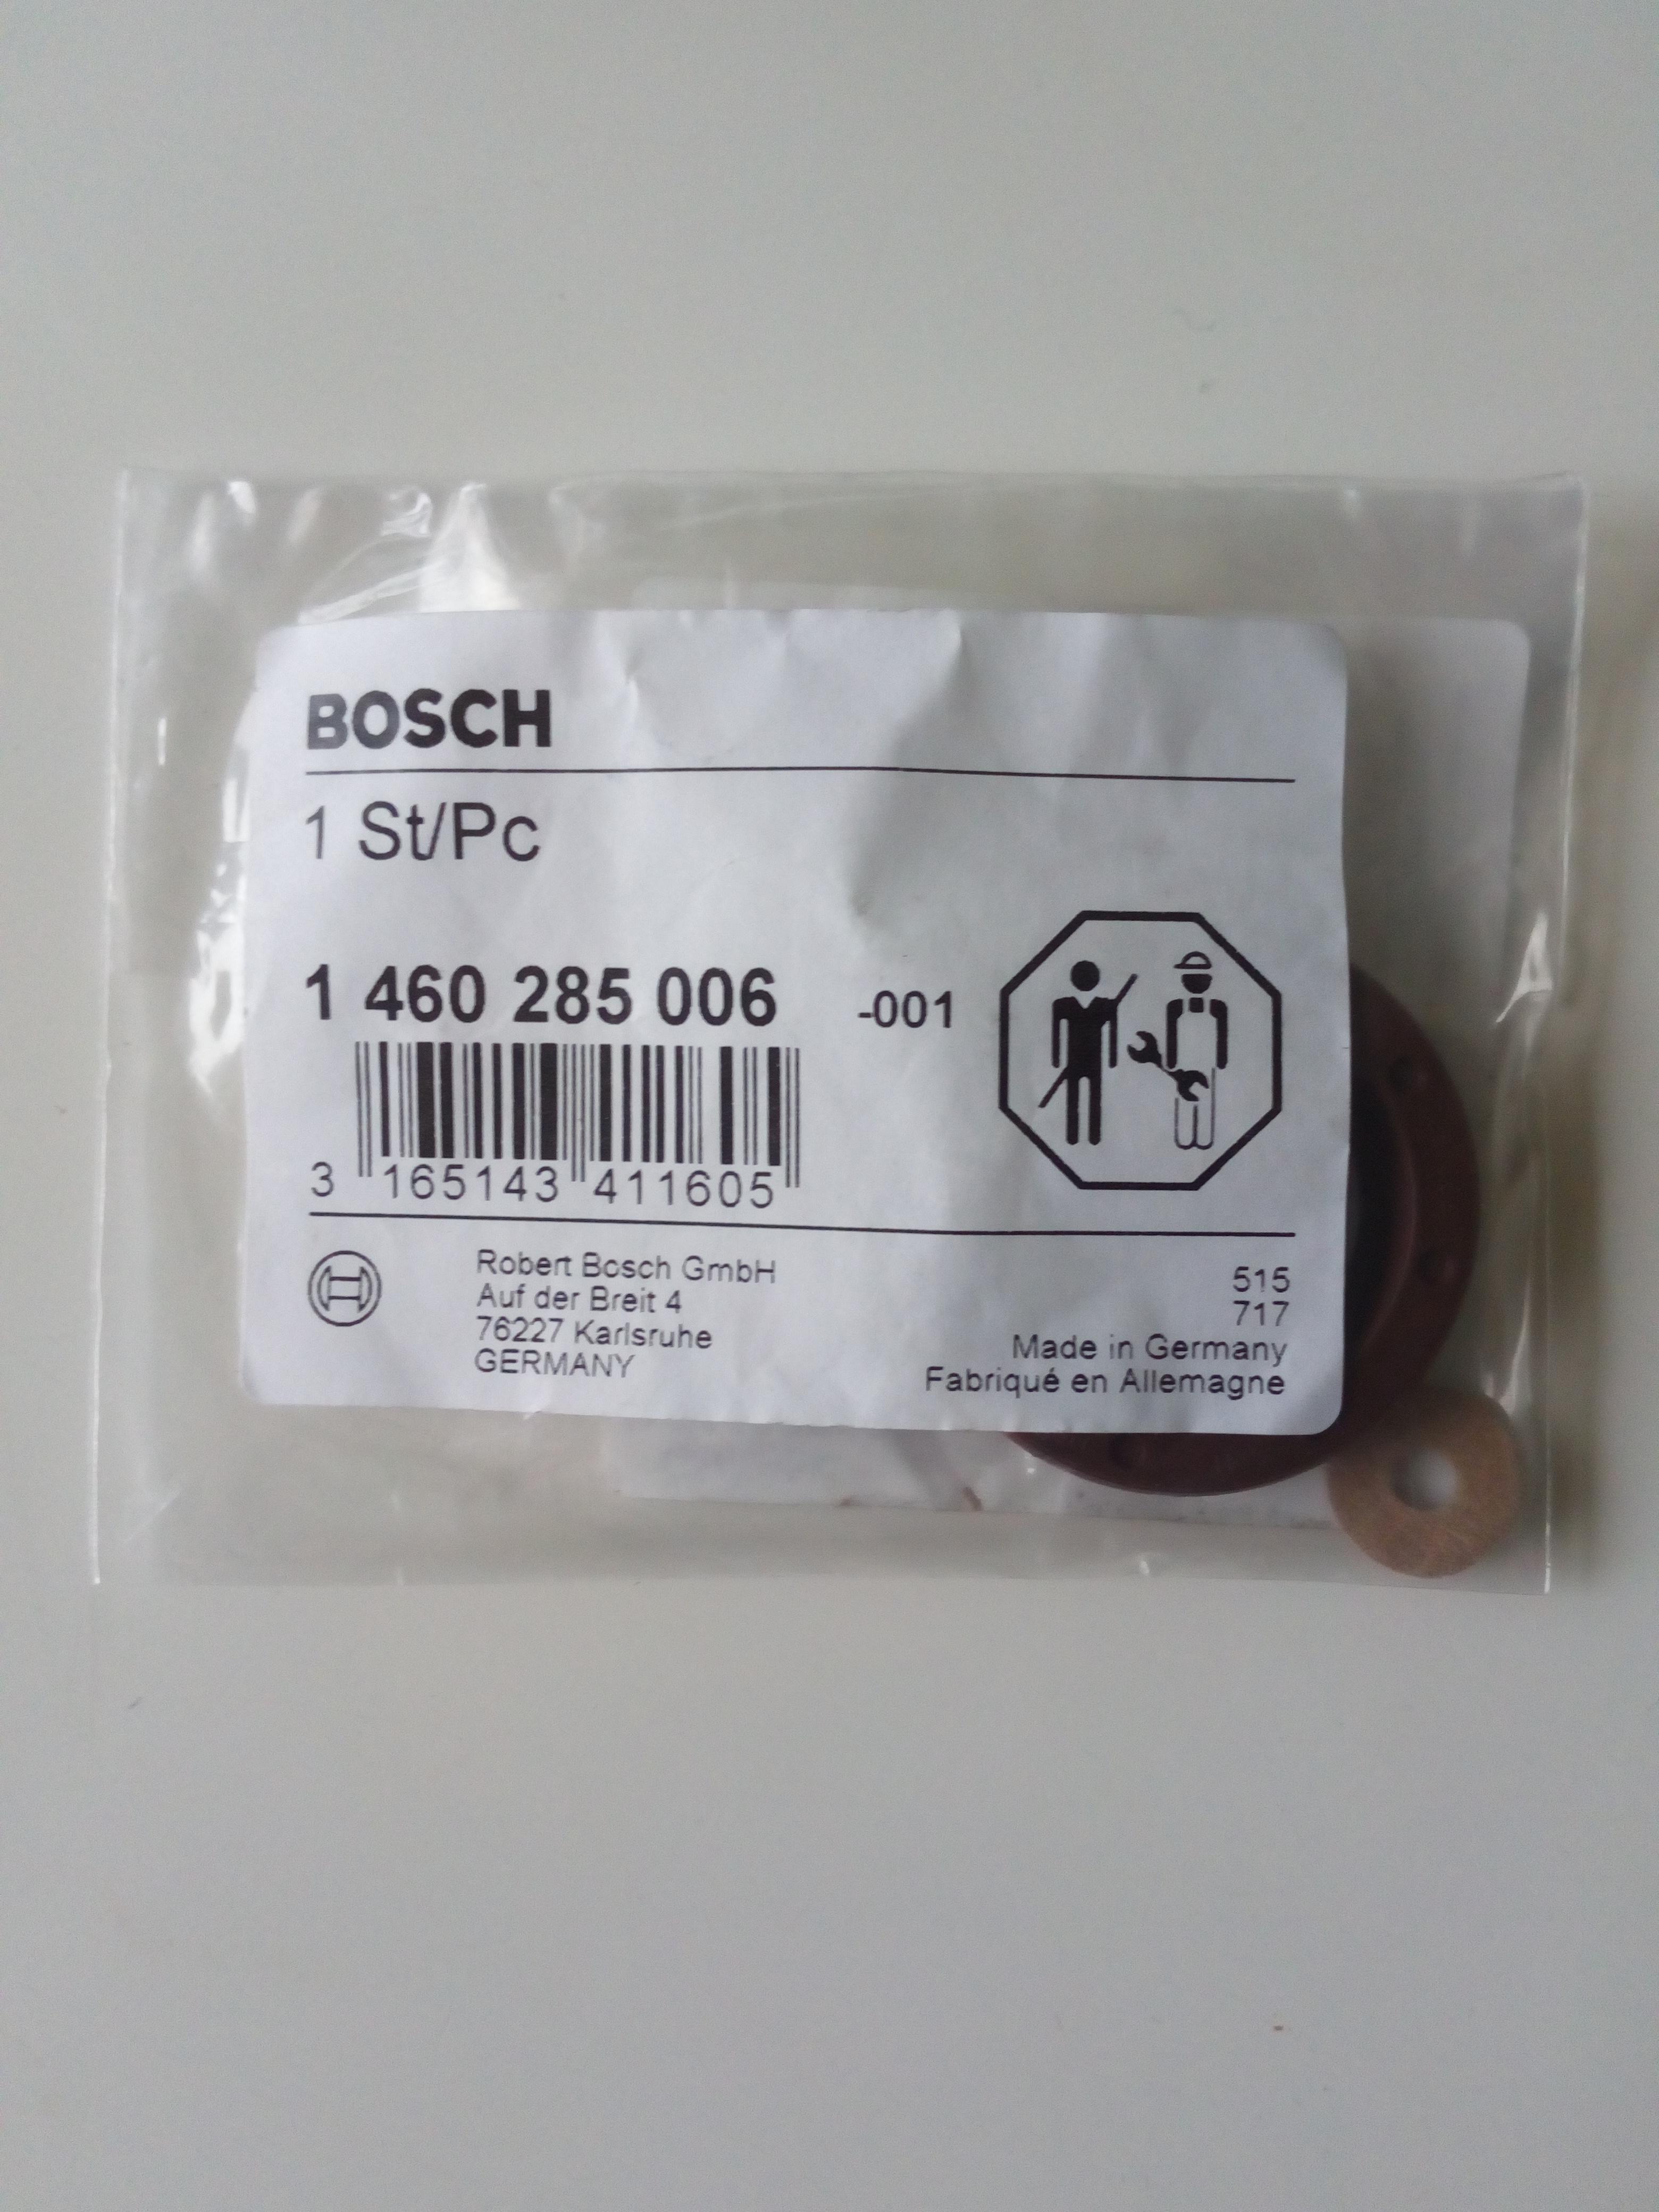 BOSCH
1 St/Pc
1 460 285 006 -001
3 165143 411605
Robert Bosch GmbH
Auf der Breit 4
76227 Karlsruhe
GERMANY
515
717
Made in Germany
Fabriqué en Allemagne